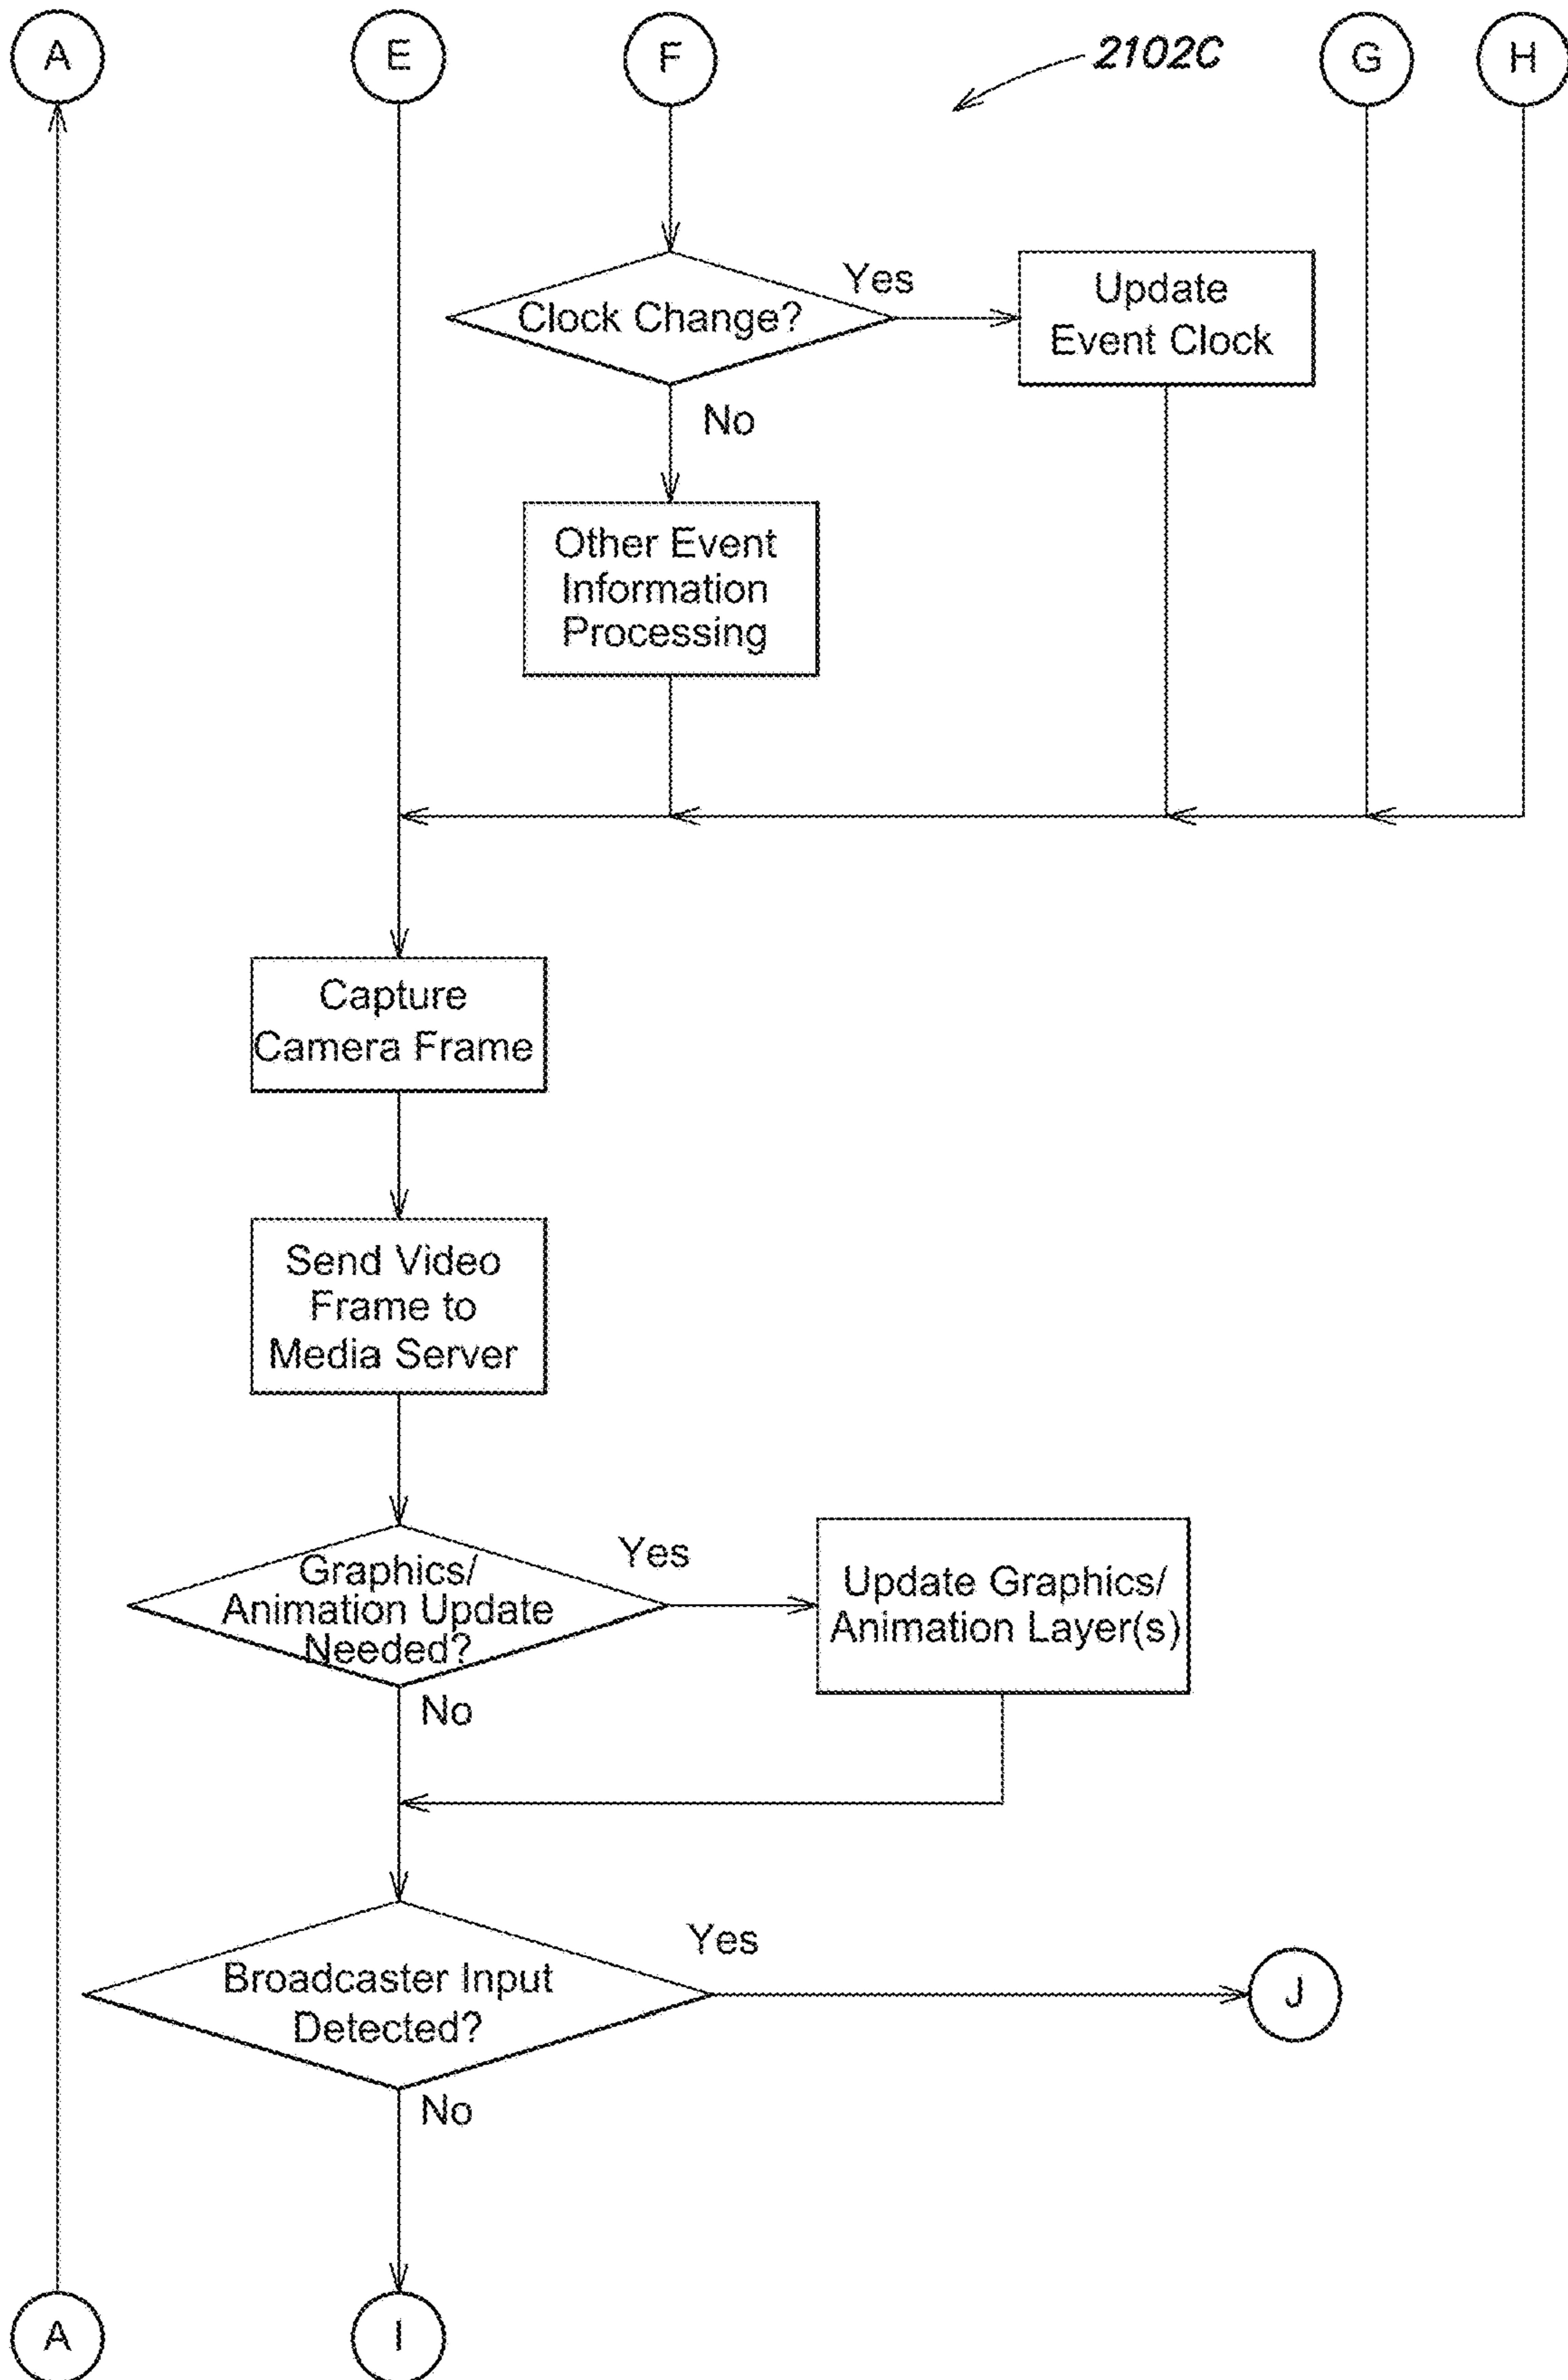 A
E
F
2102C
G
H
Clock Change?
Yes
Update
Event Clock
No
Other Event
Information
Processing
Capture
Camera Frame
Send Video
Frame to
Media Server
Graphics/
Animation Update
Needed?
Yes
Update Graphics/
Animation Layer(s)
No
Broadcaster Input
Detected?
Yes
J
No
A
I